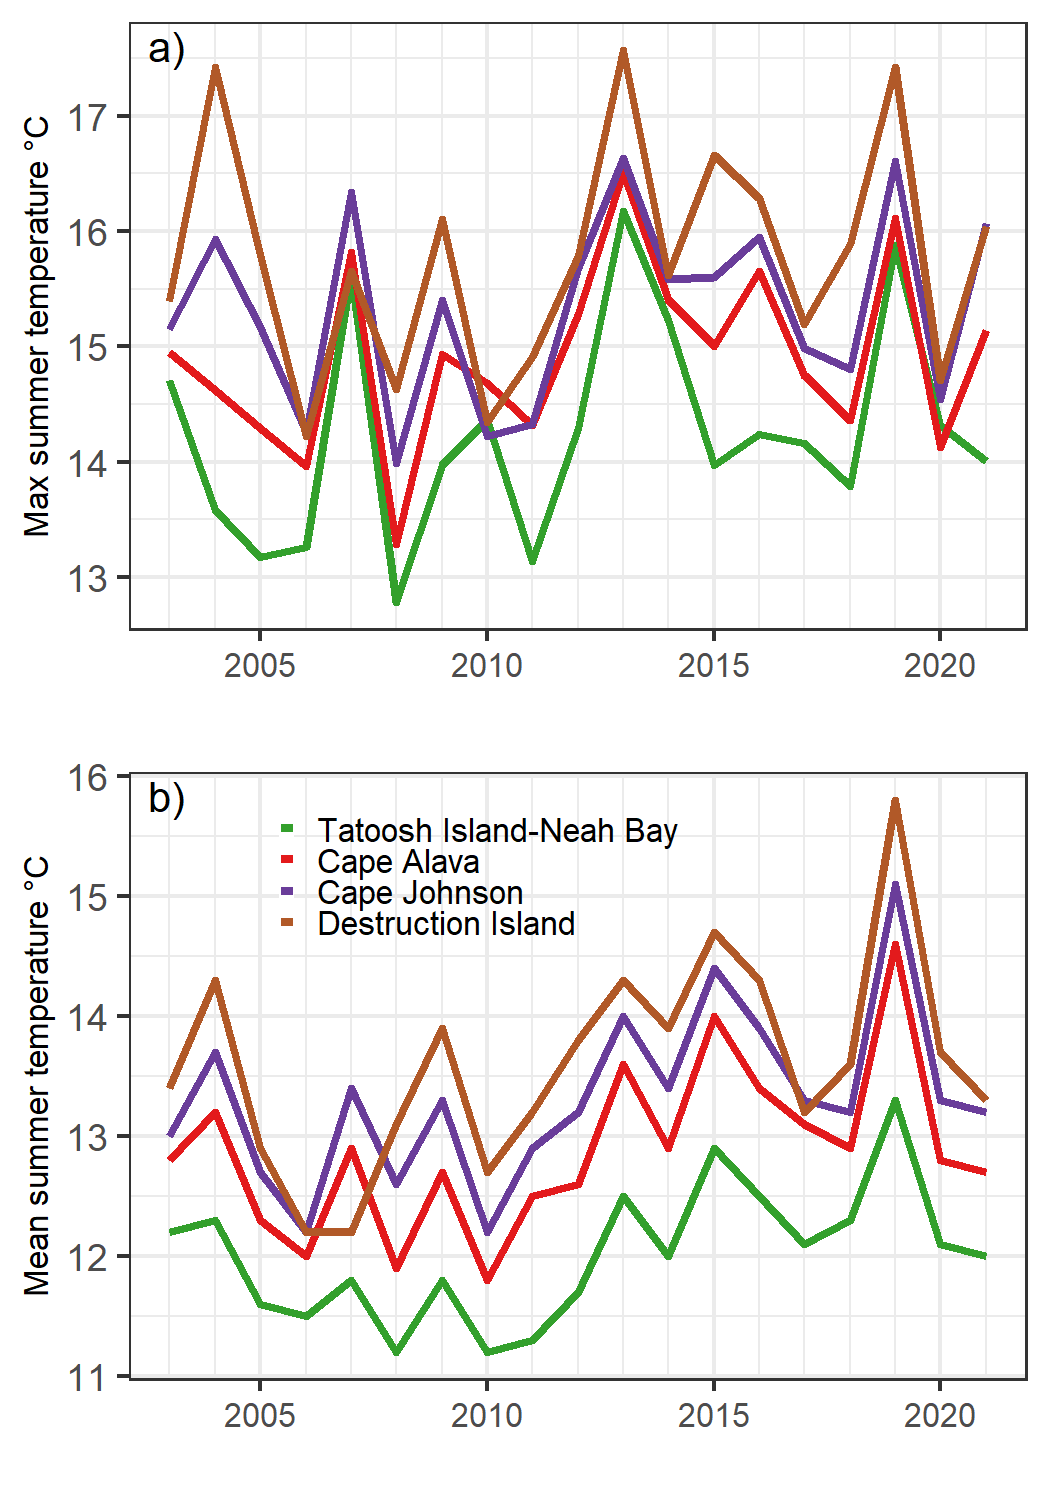 a)
Max summer temperature °C
17
16
15
14
13
2005 2010 2015 2020
b)
Mean summer temperature °C
16
15
14
13
12
11
Tatoosh Island-Neah Bay
Cape Alava
Cape Johnson
Destruction Island
2005 2010 2015 2020